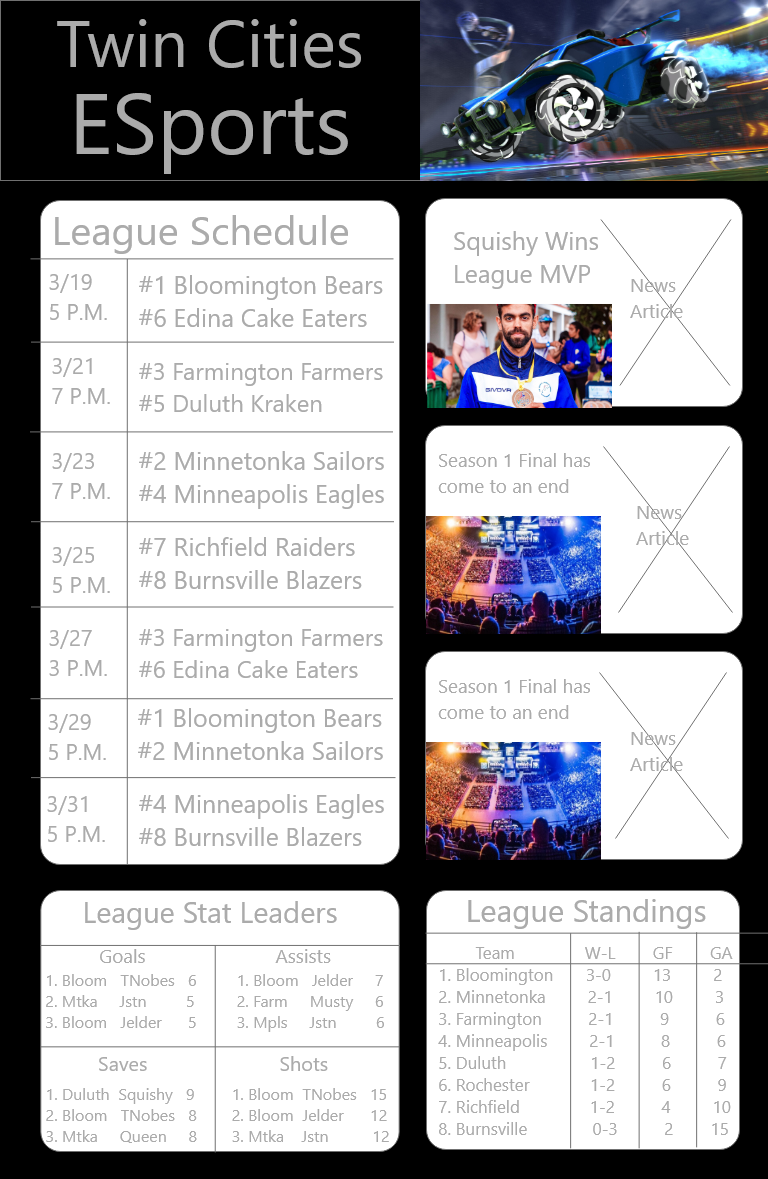 Twin Cities
ESports
League Schedule
3/19
5 P.M.
#1 Bloomington Bears
#6 Edina Cake Eaters
3/21
7 P.M.
#3 Farmington Farmers
#5 Duluth Kraken
3/23
7 P.M.
#2 Minnetonka Sailors
#4 Minneapolis Eagles
3/25
5 P.M.
#7 Richfield Raiders
#8 Burnsville Blazers
3/27
3 P.M.
#3 Farmington Farmers
#6 Edina Cake Eaters
3/29
5 P.M.
#1 Bloomington Bears
#2 Minnetonka Sailors
3/31
5 P.M.
#4 Minneapolis Eagles
#8 Burnsville Blazers
Squishy Wins
League MVP
GIVOVA
News
Article
Season 1 Final has
come to an end
News
Article
Season 1 Final has
come to an end
News
Article
League Stat Leaders
Goals
1. Bloom TNobes 6
2. Mtka Jstn 5
3. Bloom Jelder 5
Assists
1. Bloom Jelder 7
2. Farm Musty 6
3. Mpls Jstn 6
Saves
1. Duluth Squishy 9
2. Bloom TNobes 8
3. Mtka Queen 8
Shots
1. Bloom TNobes 15
2. Bloom Jelder 12
3. Mtka Jstn 12
League Standings
Team W-L GF GA
1. Bloomington 3-0 13 2
2. Minnetonka 2-1 10 3
3. Farmington 2-1 9 6
4. Minneapolis 2-1 8 6
5. Duluth 1-2 6 7
6. Rochester 1-2 6 9
7. Richfield 1-2 4 10
8. Burnsville 0-3 2 15